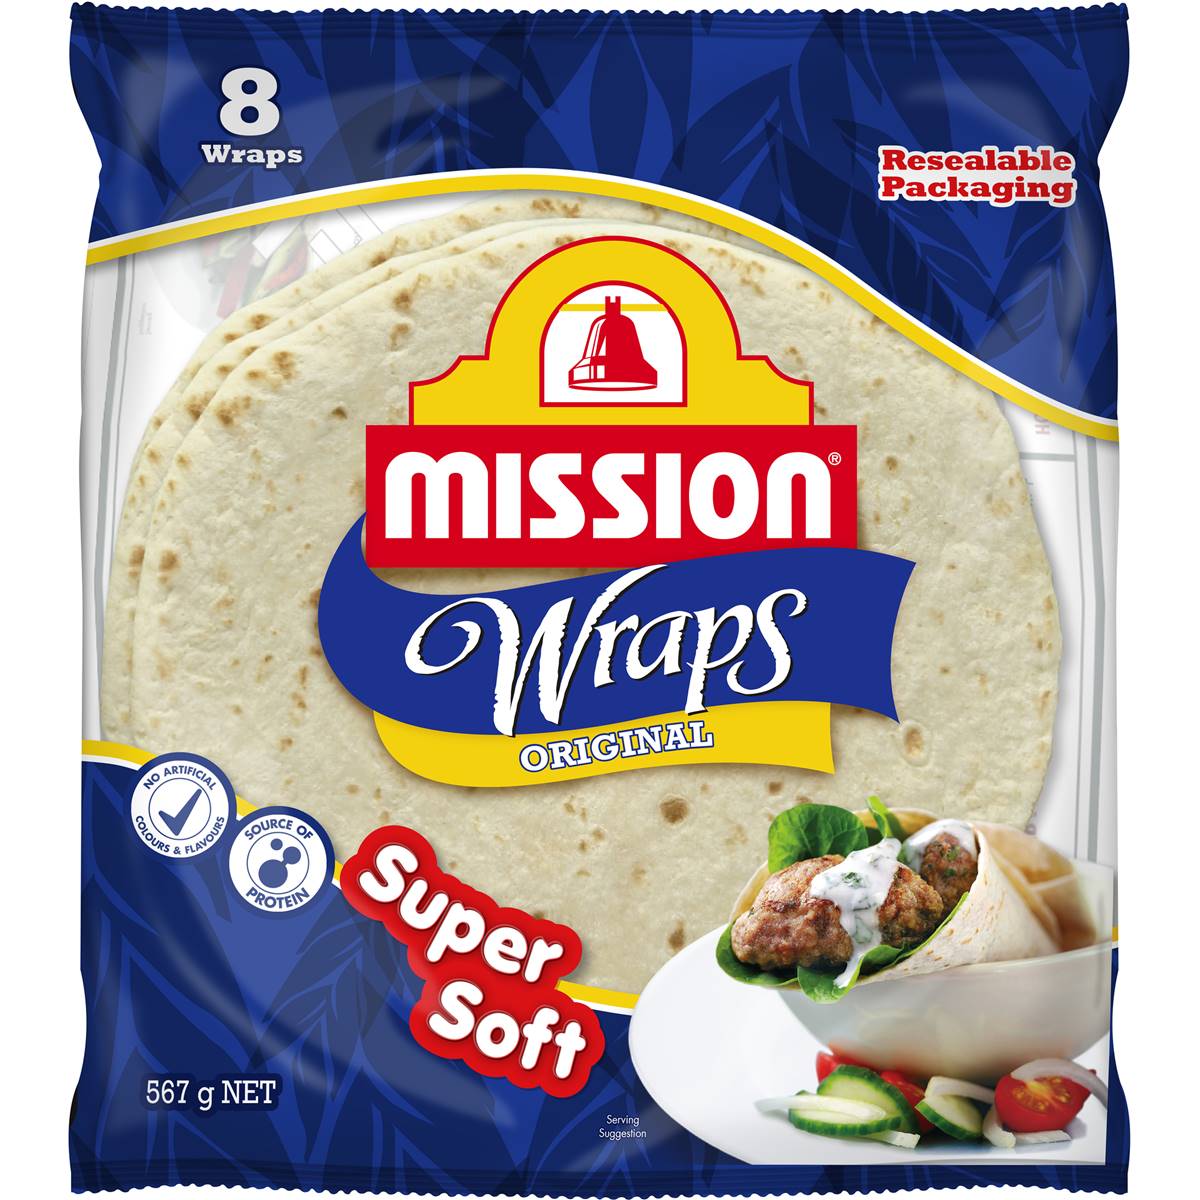 8
Wraps
Resealable
Packaging
MISSION®
Wraps
ORIGINAL
NO ARTIFICIAL
COLOURS & FLAVOURS
SOURCE OF
PROTEIN
Super
Soft
567 g NET
Serving
Suggestion